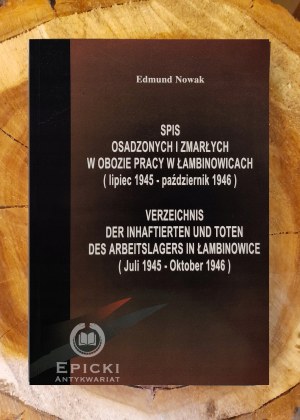 Edmund Nowak
SPIS
OSADZONYCH I ZMARŁYCH
W OBOZIE PRACY W ŁAMBINOWICACH
( lipiec 1945 - październik 1946 )
VERZEICHNIS
DER INHAFTIERTEN UND TOTEN
DES ARBEITSLAGERS IN ŁAMBINOWICE
( Juli 1945 - Oktober 1946 )
EPICKI
ANTYKWARIAT